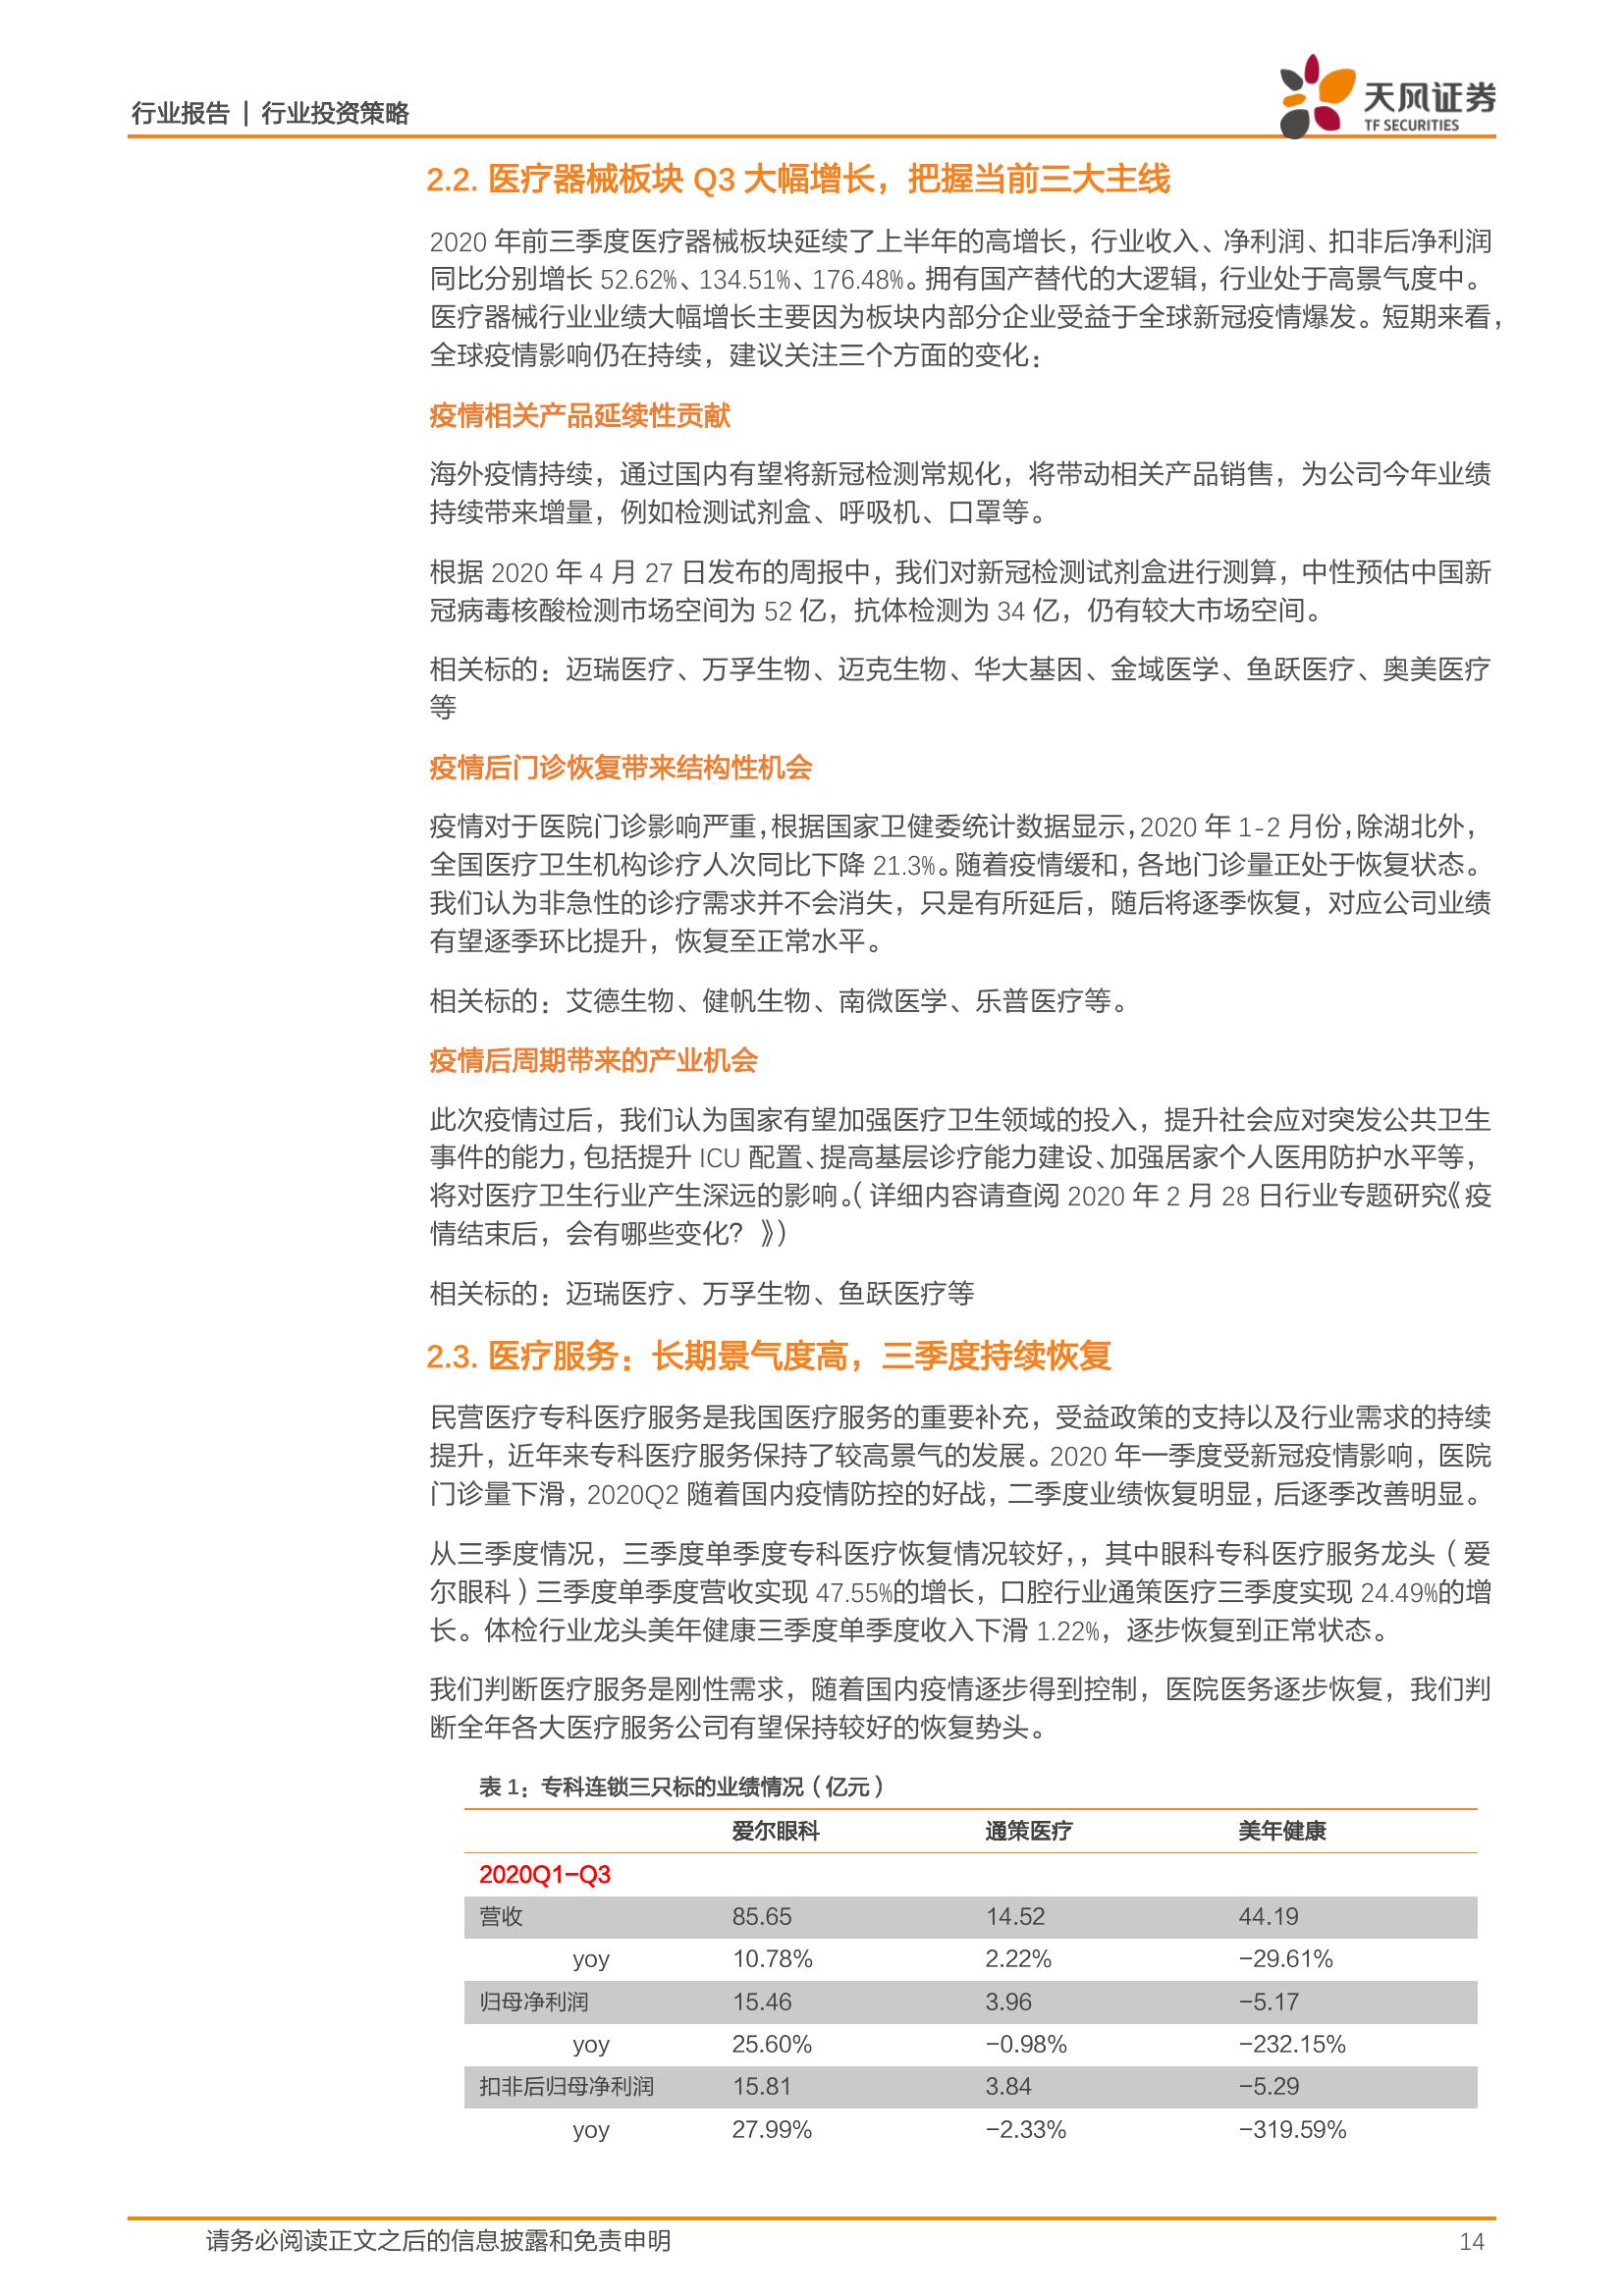 行业报告 | 行业投资策略
天风证券
TF SECURITIES
2.2. 医疗器械板块 Q3 大幅增长，把握当前三大主线
2020 年前三季度医疗器械板块延续了上半年的高增长，行业收入、净利润、扣非后净利润
同比分别增长 52.62%、134.51%、176.48%。拥有国产替代的大逻辑，行业处于高景气度中。
医疗器械行业业绩大幅增长主要因为板块内部分企业受益于全球新冠疫情爆发。短期来看，
全球疫情影响仍在持续，建议关注三个方面的变化：
疫情相关产品延续性贡献
海外疫情持续，通过国内有望将新冠检测常规化，将带动相关产品销售，为公司今年业绩
持续带来增量，例如检测试剂盒、呼吸机、口罩等。
根据 2020 年 4 月 27 日发布的周报中，我们对新冠检测试剂盒进行测算，中性预估中国新
冠病毒核酸检测市场空间为 52 亿，抗体检测为 34 亿，仍有较大市场空间。
相关标的：迈瑞医疗、万孚生物、迈克生物、华大基因、金域医学、鱼跃医疗、奥美医疗
等
疫情后门诊恢复带来结构性机会
疫情对于医院门诊影响严重，根据国家卫健委统计数据显示，2020 年 1-2 月份，除湖北外，
全国医疗卫生机构诊疗人次同比下降 21.3%。随着疫情缓和，各地门诊量正处于恢复状态。
我们认为非急性的诊疗需求并不会消失，只是有所延后，随后将逐季恢复，对应公司业绩
有望逐季环比提升，恢复至正常水平。
相关标的：艾德生物、健帆生物、南微医学、乐普医疗等。
疫情后周期带来的产业机会
此次疫情过后，我们认为国家有望加强医疗卫生领域的投入，提升社会应对突发公共卫生
事件的能力，包括提升 ICU 配置、提高基层诊疗能力建设、加强居家个人医用防护水平等，
将对医疗卫生行业产生深远的影响。（详细内容请查阅 2020 年 2 月 28 日行业专题研究《疫
情结束后，会有哪些变化？》）
相关标的：迈瑞医疗、万孚生物、鱼跃医疗等
2.3. 医疗服务：长期景气度高，三季度持续恢复
民营医疗专科医疗服务是我国医疗服务的重要补充，受益政策的支持以及行业需求的持续
提升，近年来专科医疗服务保持了较高景气的发展。2020 年一季度受新冠疫情影响，医院
门诊量下滑，2020Q2 随着国内疫情防控的好战，二季度业绩恢复明显，后逐季改善明显。
从三季度情况，三季度单季度专科医疗恢复情况较好，，其中眼科专科医疗服务龙头（爱
尔眼科）三季度单季度营收实现 47.55%的增长，口腔行业通策医疗三季度实现 24.49%的增
长。体检行业龙头美年健康三季度单季度收入下滑 1.22%，逐步恢复到正常状态。
我们判断医疗服务是刚性需求，随着国内疫情逐步得到控制，医院医务逐步恢复，我们判
断全年各大医疗服务公司有望保持较好的恢复势头。
表 1：专科连锁三只标的业绩情况（亿元）
爱尔眼科 通策医疗 美年健康
2020Q1-Q3
营收 85.65 14.52 44.19
yoy 10.78% 2.22% -29.61%
归母净利润 15.46 3.96 -5.17
yoy 25.60% -0.98% -232.15%
扣非后归母净利润 15.81 3.84 -5.29
yoy 27.99% -2.33% -319.59%
请务必阅读正文之后的信息披露和免责申明 14